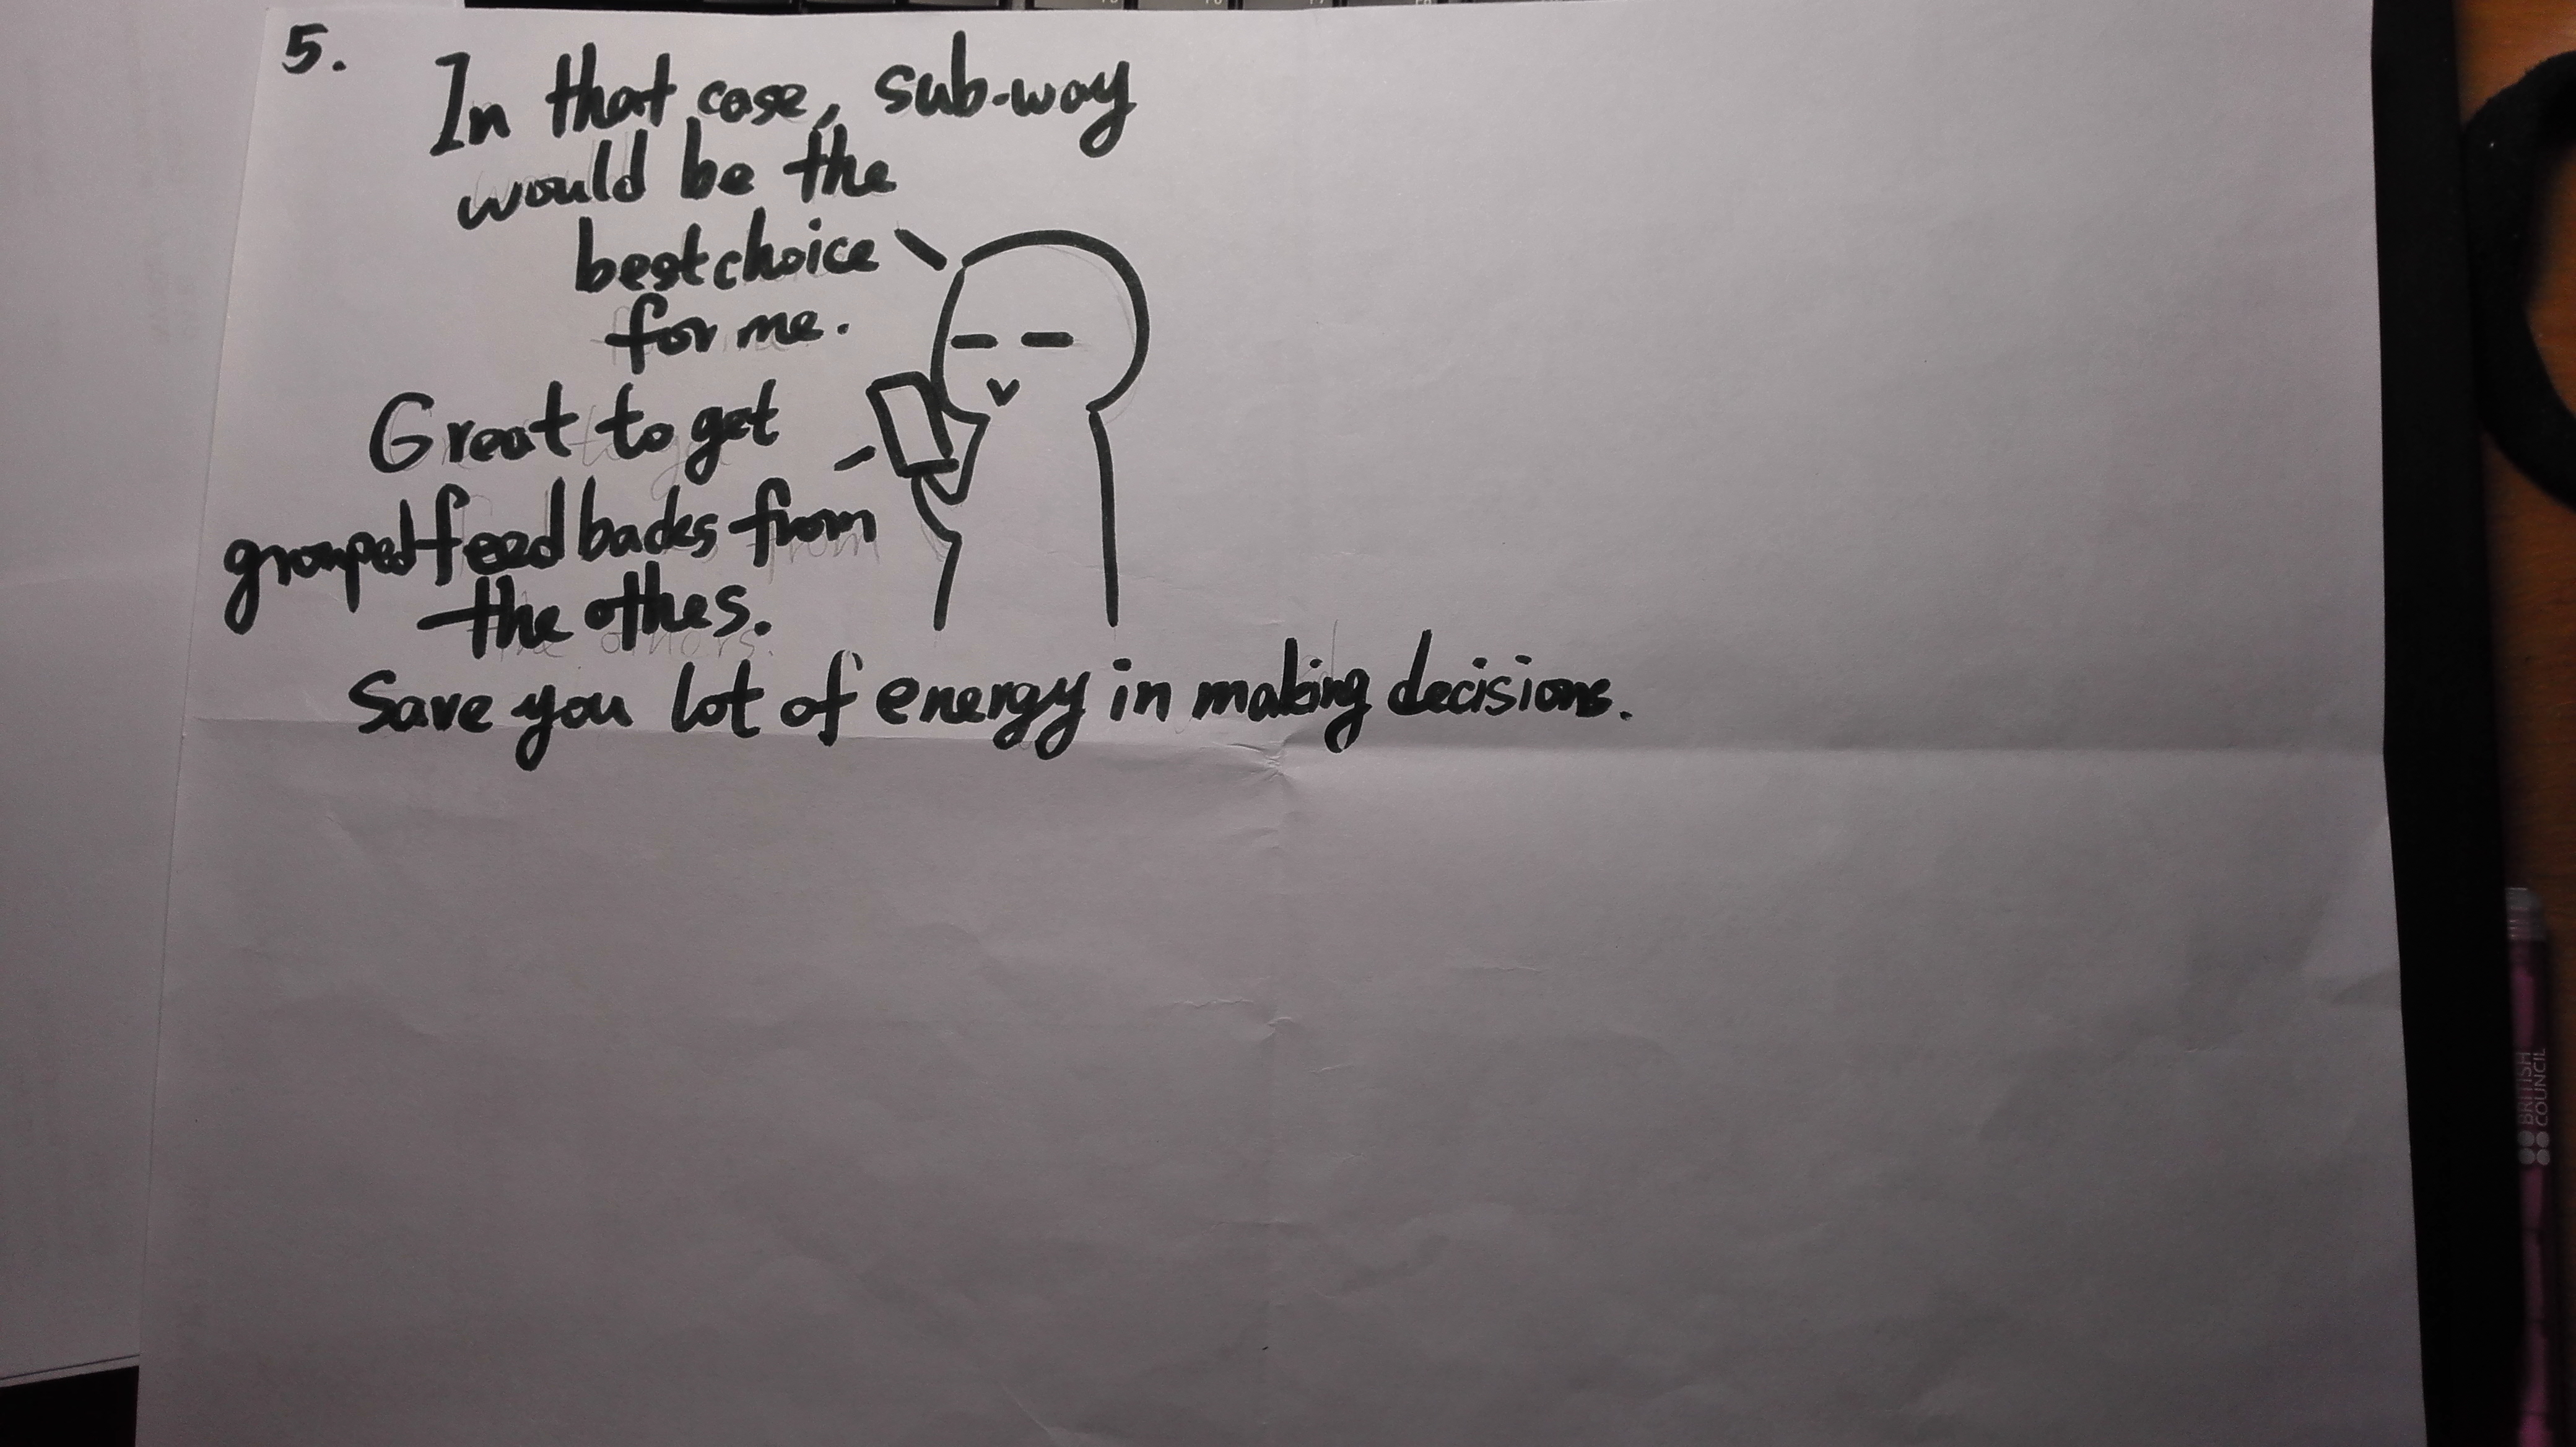 5.
In that case, sub-way
would be the
best choice
for me.
Great to get
grouped feed backs from
the othes.
Save you lot of energy in making decisions.
BRITISH
COUNCIL